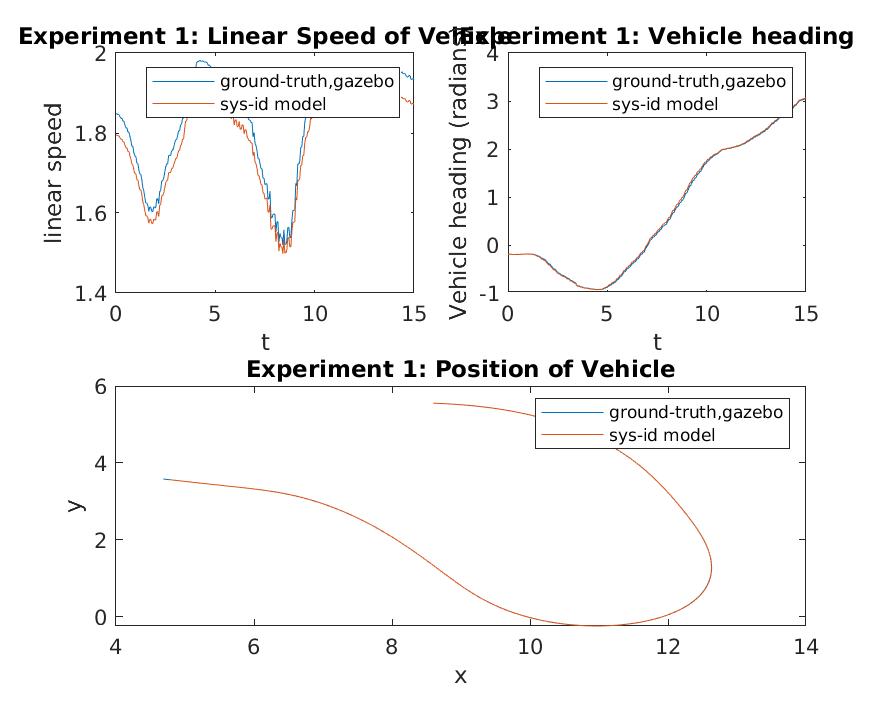 Experiment 1: Linear Speed of Vehicle
Experiment 1: Vehicle heading
2
1.8
1.6
1.4
linear speed
ground-truth,gazebo
sys-id model
0 5 10 15
t
4
3
2
1
0
-1
Vehicle heading (radians)
ground-truth,gazebo
sys-id model
0 5 10 15
t
Experiment 1: Position of Vehicle
6
4
2
0
y
ground-truth,gazebo
sys-id model
4 6 8 10 12 14
x